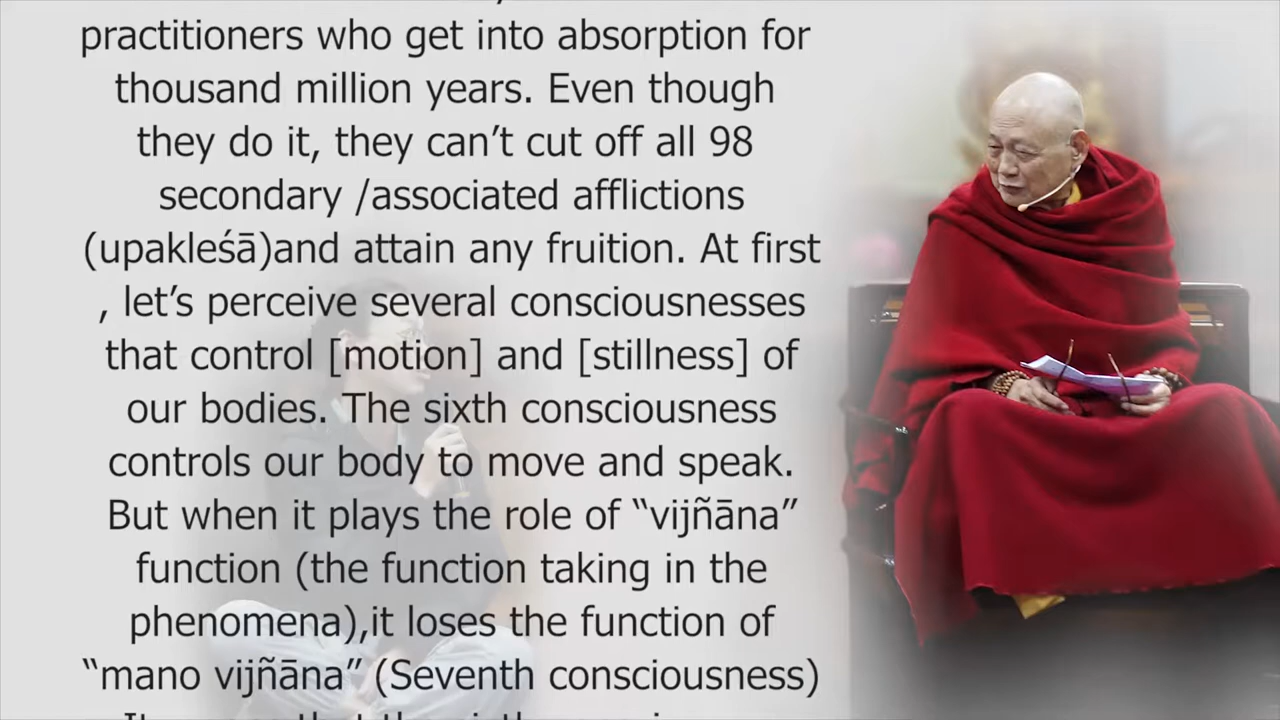 practitioners who get into absorption for
thousand million years. Even though
they do it, they can’t cut off all 98
secondary /associated afflictions
(upakleśā)and attain any fruition. At first
, let’s perceive several consciousnesses
that control [motion] and [stillness] of
our bodies. The sixth consciousness
controls our body to move and speak.
But when it plays the role of “vijñāna”
function (the function taking in the
phenomena),it loses the function of
“mano vijñāna” (Seventh consciousness)